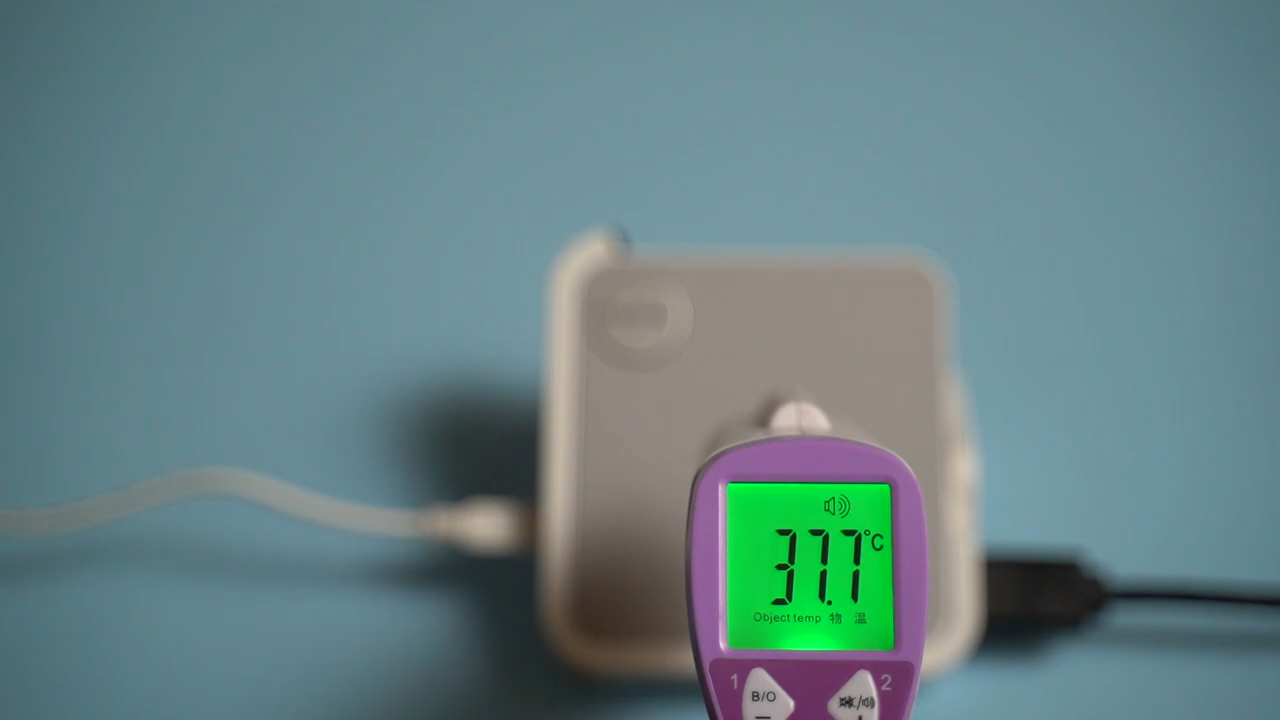 37.7°C
Object temp 物 温
1 2
B/O
−
+